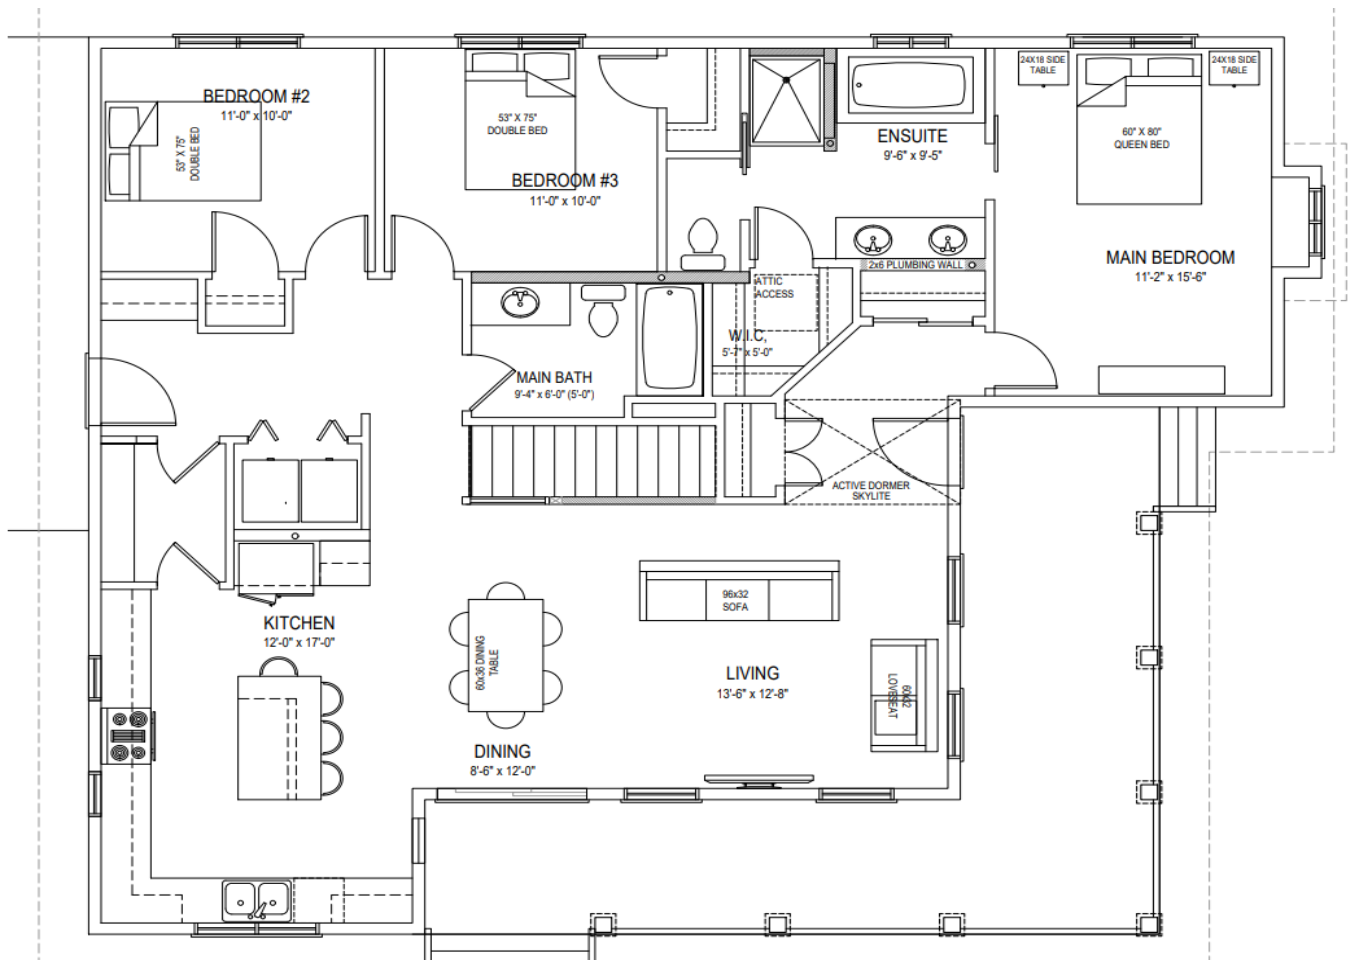 BEDROOM #2
11'-0" x 10'-0"
53" X 75"
DOUBLE BED
53" X 75"
DOUBLE BED
BEDROOM #3
11'-0" x 10'-0"
ENSUITE
9'-6" x 9'-5"
24X18 SIDE
TABLE
60" X 80"
QUEEN BED
24X18 SIDE
TABLE
MAIN BEDROOM
11'-2" x 15'-6"
2x6 PLUMBING WALL
ATTIC
ACCESS
W.I.C,
5'-7" x 5'-0"
MAIN BATH
9'-4" x 6'-0" (5'-0")
ACTIVE DORMER
SKYLITE
KITCHEN
12'-0" x 17'-0"
60x36 DINING
TABLE
DINING
8'-6" x 12'-0"
96x32
SOFA
LIVING
13'-6" x 12'-8"
60x32
LOVESEAT